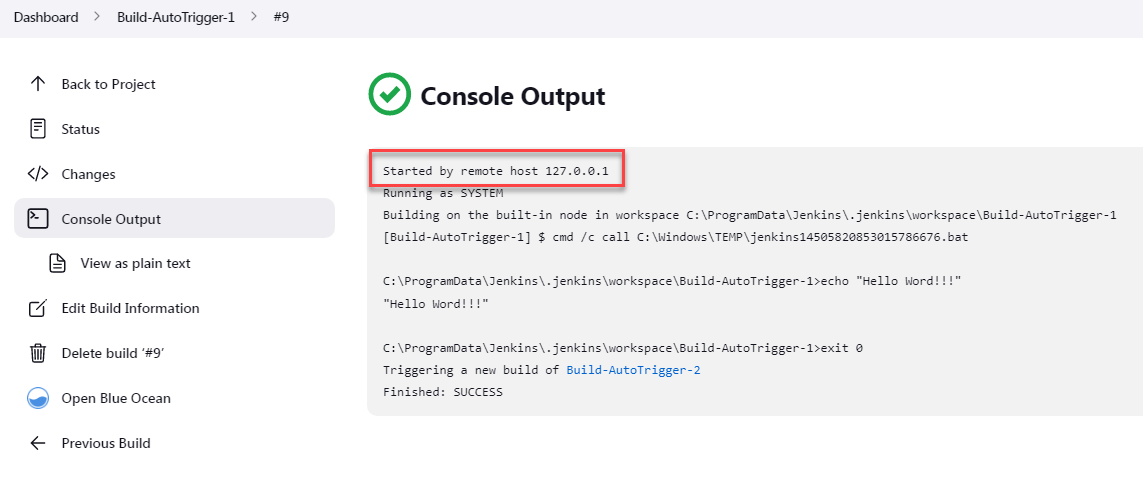 Dashboard > Build-AutoTrigger-1 > #9
Back to Project
Status
Changes
Console Output
View as plain text
Edit Build Information
Delete build ‘#9’
Open Blue Ocean
Previous Build
Console Output
Started by remote host 127.0.0.1
Running as SYSTEM
Building on the built-in node in workspace C:\ProgramData\Jenkins\.jenkins\workspace\Build-AutoTrigger-1
[Build-AutoTrigger-1] $ cmd /c call C:\Windows\TEMP\jenkins14505820853015786676.bat
C:\ProgramData\Jenkins\.jenkins\workspace\Build-AutoTrigger-1>echo "Hello Word!!!"
"Hello Word!!!"
C:\ProgramData\Jenkins\.jenkins\workspace\Build-AutoTrigger-1>exit 0
Triggering a new build of Build-AutoTrigger-2
Finished: SUCCESS